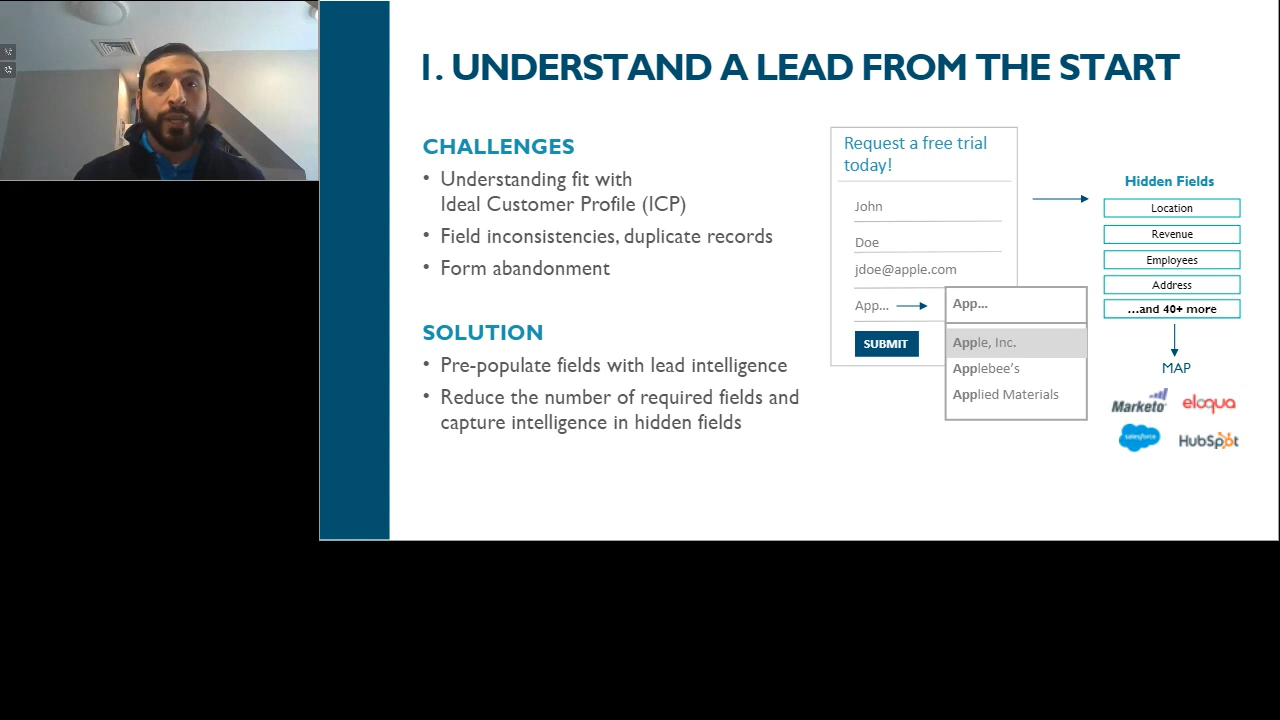 1. UNDERSTAND A LEAD FROM THE START
CHALLENGES
• Understanding fit with
Ideal Customer Profile (ICP)
• Field inconsistencies, duplicate records
• Form abandonment
SOLUTION
• Pre-populate fields with lead intelligence
• Reduce the number of required fields and
capture intelligence in hidden fields
Request a free trial
today!
John
Doe
jdoe@apple.com
App...
SUBMIT
App...
Apple, Inc.
Applebee's
Applied Materials
Hidden Fields
Location
Revenue
Employees
Address
...and 40+ more
MAP
Marketo
eloqua
salesforce
HubSpot